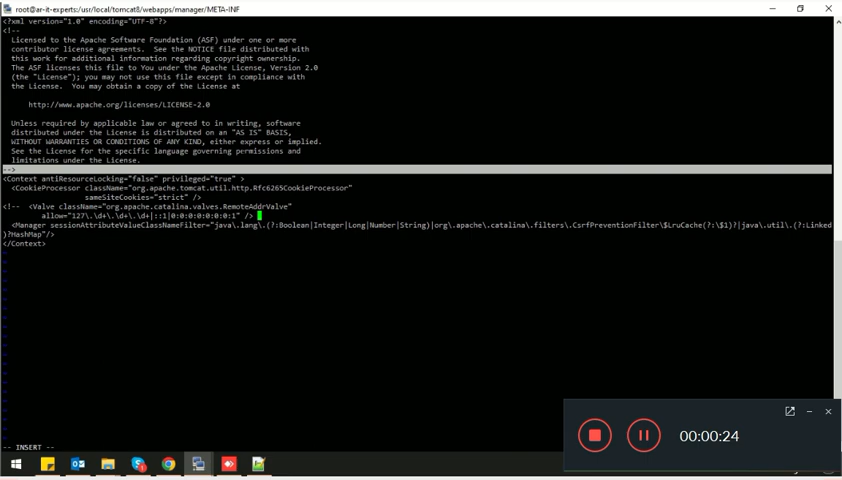 root@ar-it-experts:/usr/local/tomcat8/webapps/manager/META-INF
<?xml version="1.0" encoding="UTF-8"?>
<!--
Licensed to the Apache Software Foundation (ASF) under one or more
contributor license agreements.  See the NOTICE file distributed with
this work for additional information regarding copyright ownership.
The ASF licenses this file to You under the Apache License, Version 2.0
(the "License"); you may not use this file except in compliance with
the License.  You may obtain a copy of the License at
http://www.apache.org/licenses/LICENSE-2.0
Unless required by applicable law or agreed to in writing, software
distributed under the License is distributed on an "AS IS" BASIS,
WITHOUT WARRANTIES OR CONDITIONS OF ANY KIND, either express or implied.
See the License for the specific language governing permissions and
limitations under the License.
-->
<Context antiResourceLocking="false" privileged="true" >
<CookieProcessor className="org.apache.tomcat.util.http.Rfc6265CookieProcessor"
sameSiteCookies="strict" />
<!--  <Valve className="org.apache.catalina.valves.RemoteAddrValve"
allow="127\.\d+\.\d+\.\d+|::1|0:0:0:0:0:0:0:1" />
<Manager sessionAttributeValueClassNameFilter="java\.lang\.(?:Boolean|Integer|Long|Number|String)|org\.apache\.catalina\.filters\.CsrfPreventionFilter\$LruCache(?:\$1)?|java\.util\.(?:Linked
)?HashMap"/>
</Context>
-- INSERT --
00:00:24